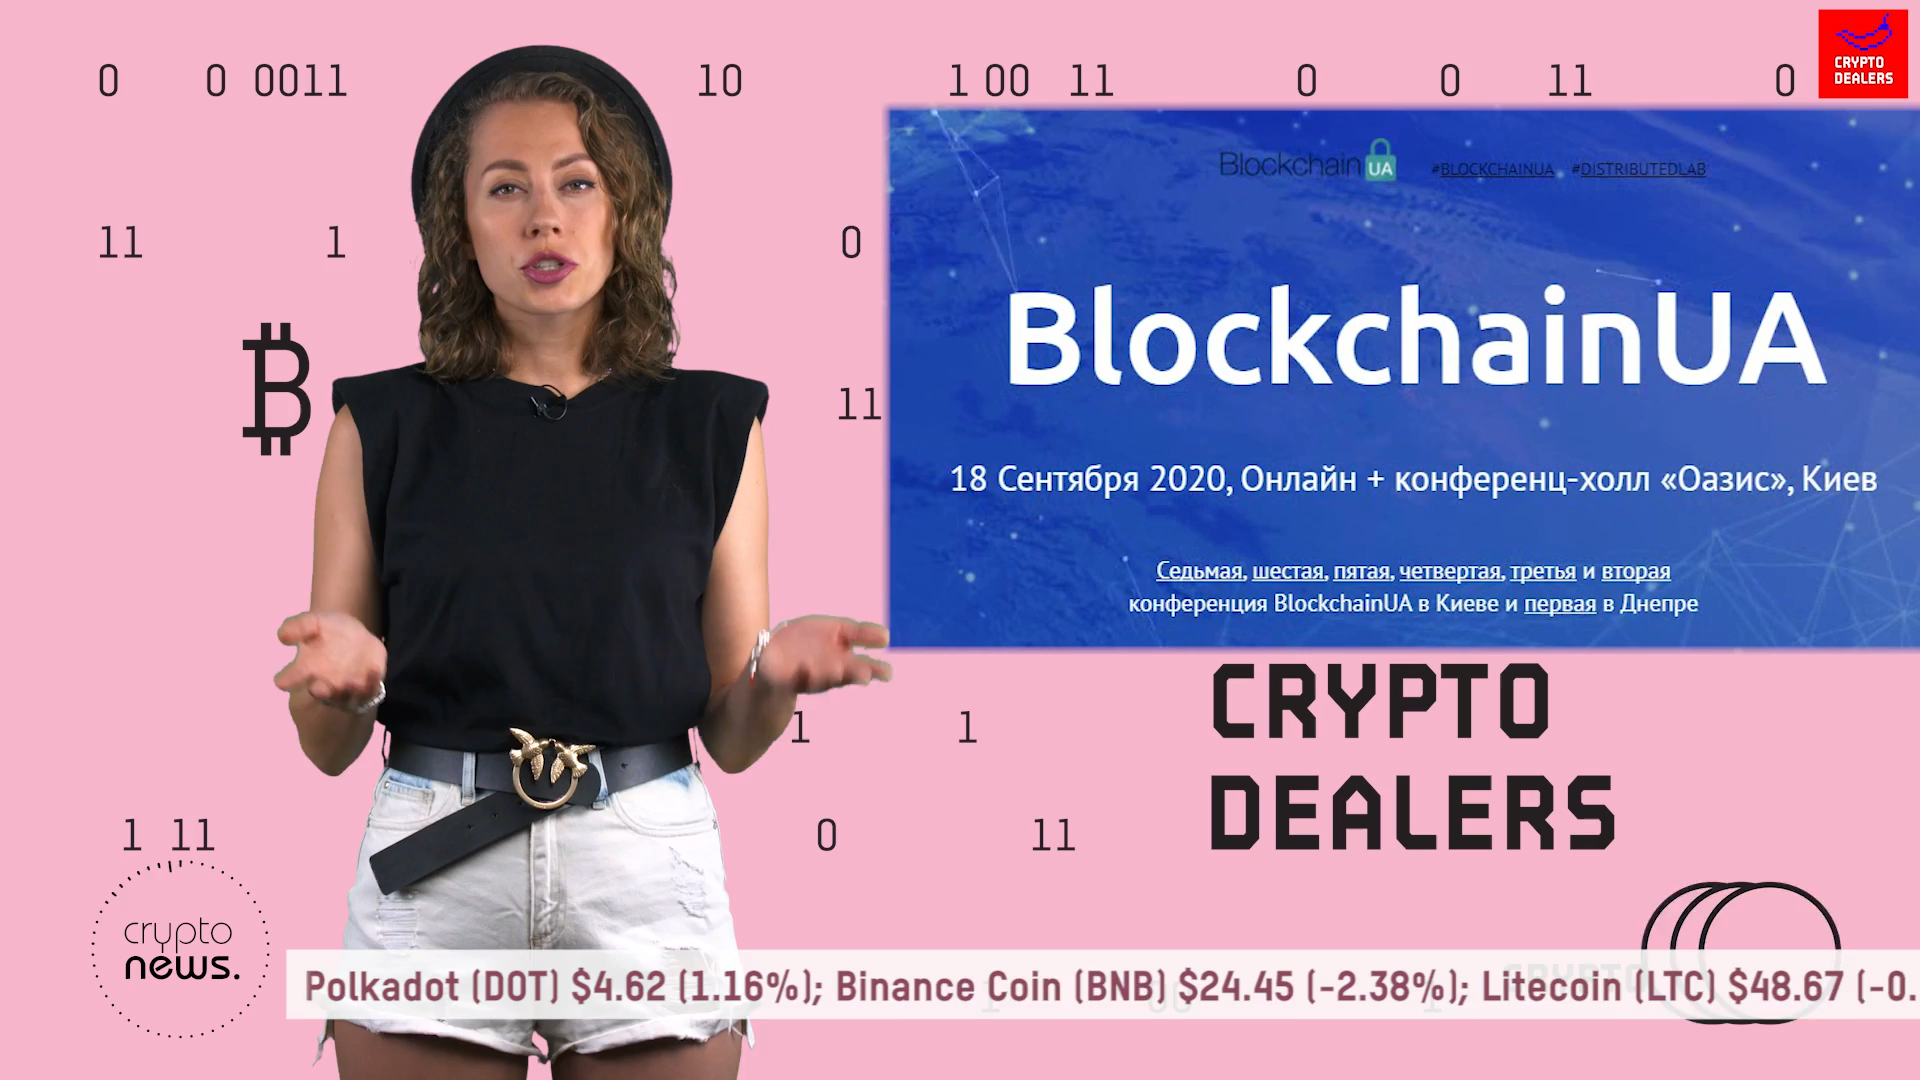 0 0 0011 10 1 00 11 0 0 11 0
CRYPTO
DEALERS
Blockchain UA #BLOCKCHAINUA #DISTRIBUTEDLAB
11 1 0
BlockchainUA
11
18 Сентября 2020, Онлайн + конференц-холл «Оазис», Киев
Седьмая, шестая, пятая, четвертая, третья и вторая
конференция BlockchainUA в Киеве и первая в Днепре
CRYPTO
1 1
DEALERS
1 11 0 11
crypto
news.
Polkadot (DOT) $4.62 (1.16%); Binance Coin (BNB) $24.45 (-2.38%); Litecoin (LTC) $48.67 (-0.